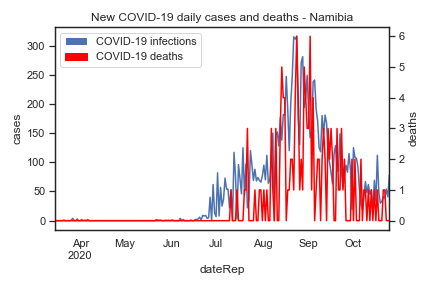 New COVID-19 daily cases and deaths - Namibia
COVID-19 infections
COVID-19 deaths
cases
300
250
200
150
100
50
0
deaths
6
5
4
3
2
1
0
Apr May Jun Jul Aug Sep Oct
2020
dateRep